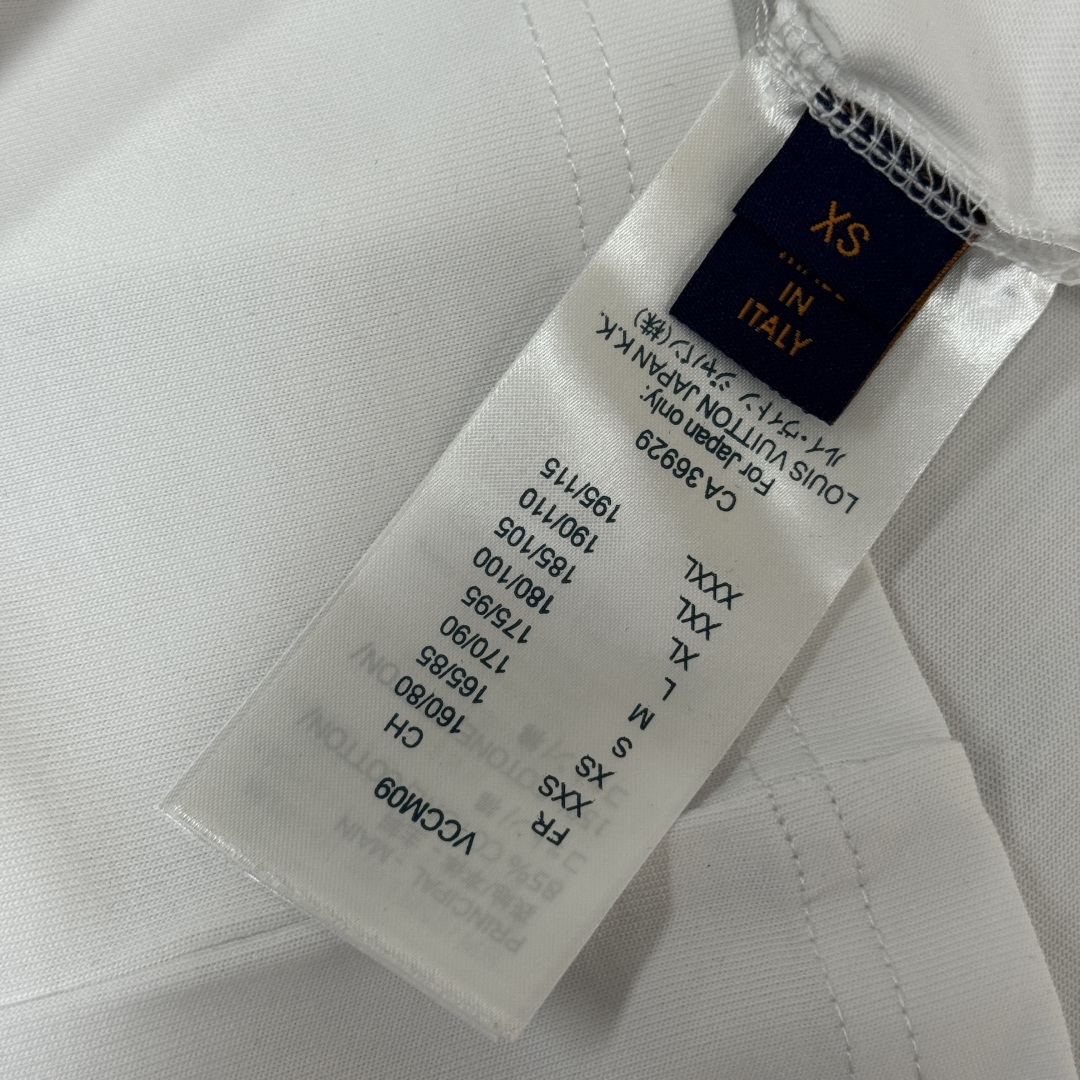 XS
IN
ITALY
PRINCIPAL - MAIN
VCCM09
FR CH
XXS 160/80
XS 165/85
S 170/90
M 175/95
L 180/100
XL 185/105
XXL 190/110
XXXL 195/115
CA 36929
For Japan only:
LOUIS VUITTON JAPAN K.K.
ルイ・ヴィトン ジャパン(株)